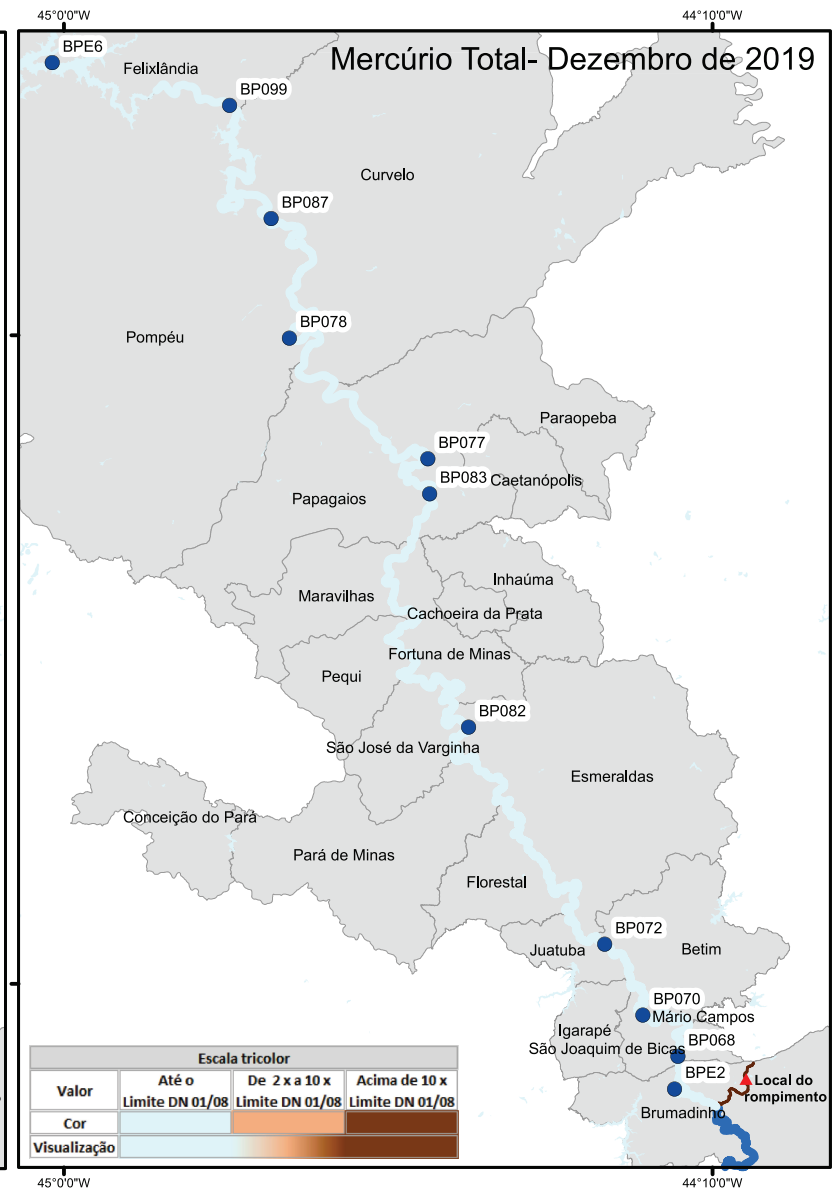 45°0'0"W
44°10'0"W
Mercúrio Total- Dezembro de 2019
BPE6
Felixlândia
BP099
Curvelo
BP087
BP078
Pompéu
Paraopeba
BP077
BP083
Caetanópolis
Papagaios
Inhaúma
Maravilhas
Cachoeira da Prata
Fortuna de Minas
Pequi
BP082
São José da Varginha
Esmeraldas
Conceição do Pará
Pará de Minas
Florestal
BP072
Juatuba
Betim
BP070
Mário Campos
Igarapé
BP068
São Joaquim de Bicas
BPE2
Local do
rompimento
Brumadinho
Escala tricolor
Valor
Até o
Limite DN 01/08
De 2 x a 10 x
Limite DN 01/08
Acima de 10 x
Limite DN 01/08
Cor
Visualização
45°0'0"W
44°10'0"W